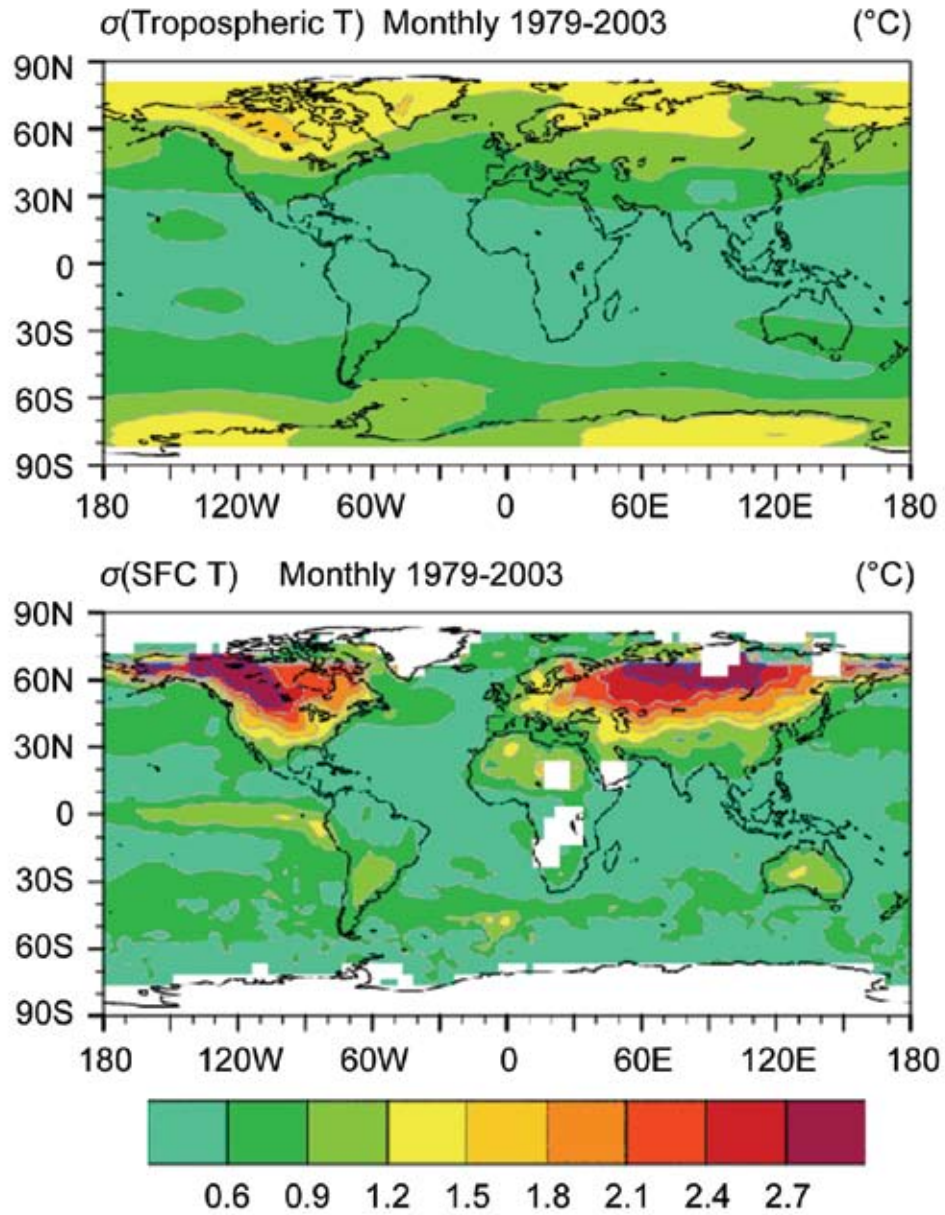 σ(Tropospheric T) Monthly 1979-2003 (°C)
90N
60N
30N
0
30S
60S
90S
180 120W 60W 0 60E 120E 180
σ(SFC T) Monthly 1979-2003 (°C)
90N
60N
30N
0
30S
60S
90S
180 120W 60W 0 60E 120E 180
0.6 0.9 1.2 1.5 1.8 2.1 2.4 2.7